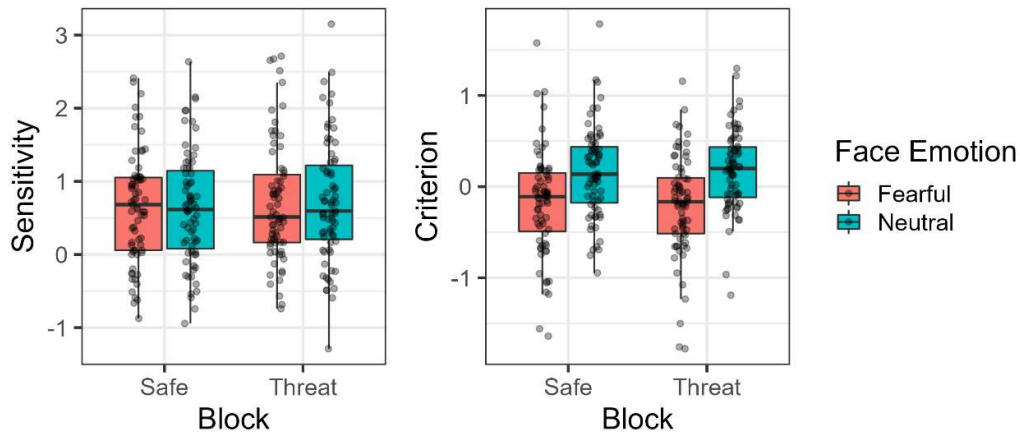 Sensitivity
3
2
1
0
-1
Safe
Threat
Block
Criterion
1
0
-1
Safe
Threat
Block
Face Emotion
Fearful
Neutral